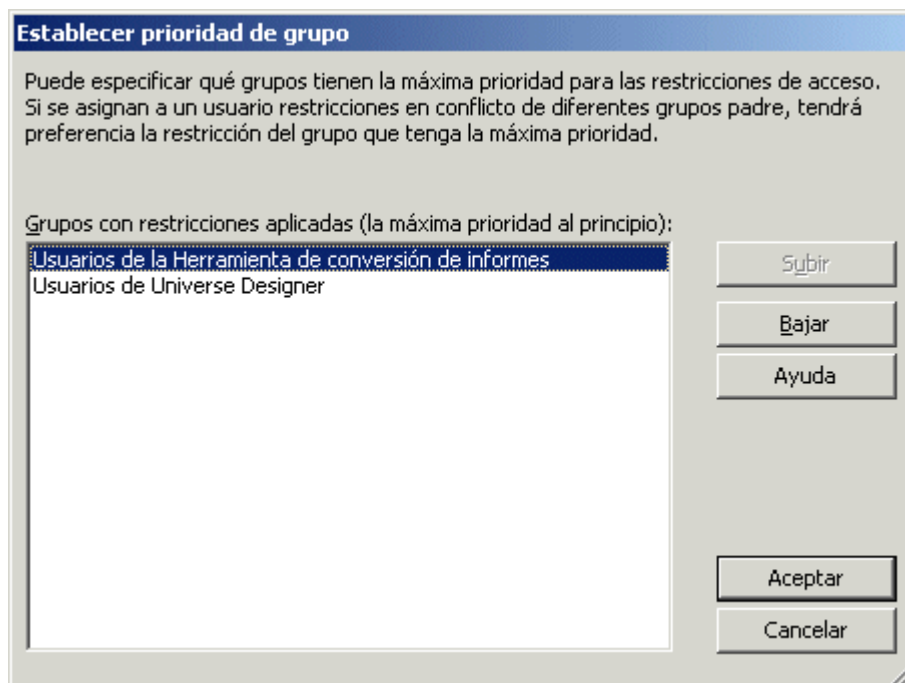 Establecer prioridad de grupo
Puede especificar qué grupos tienen la máxima prioridad para las restricciones de acceso.
Si se asignan a un usuario restricciones en conflicto de diferentes grupos padre, tendrá
preferencia la restricción del grupo que tenga la máxima prioridad.
Grupos con restricciones aplicadas (la máxima prioridad al principio):
Usuarios de la Herramienta de conversión de informes
Usuarios de Universe Designer
Subir
Bajar
Ayuda
Aceptar
Cancelar